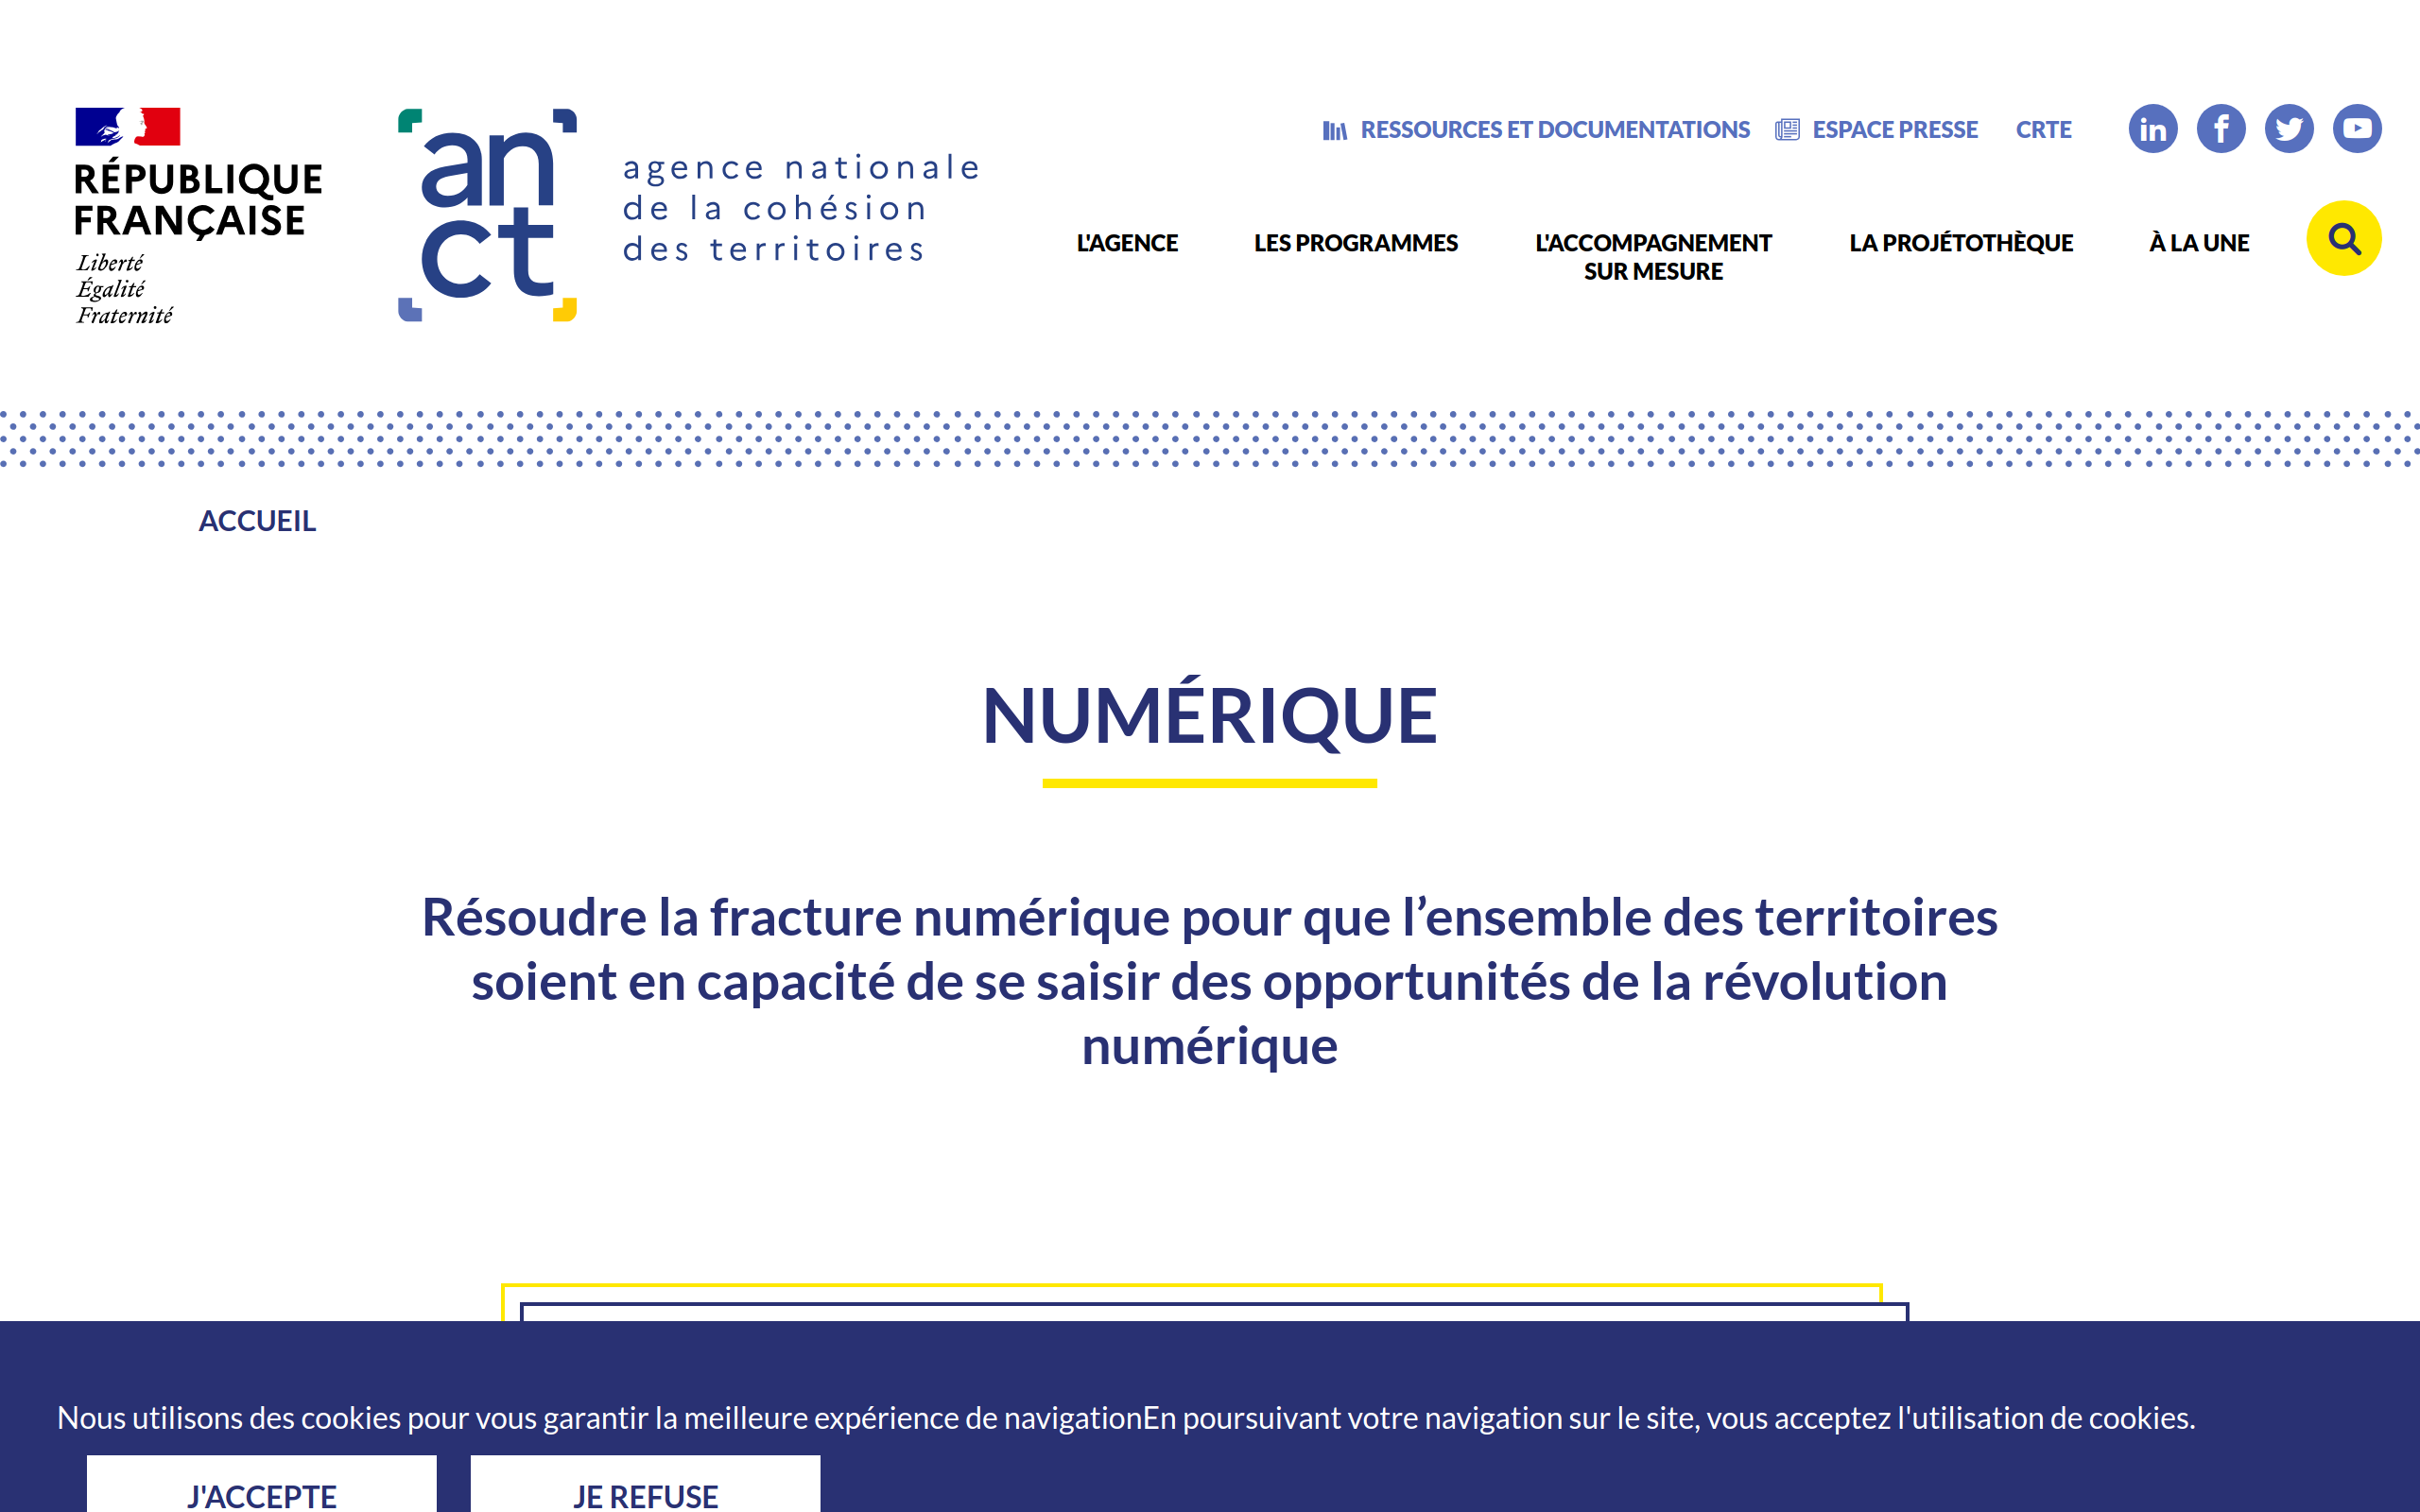 RÉPUBLIQUE
FRANÇAISE
Liberté
Égalité
Fraternité
an
ct
agence nationale
de la cohésion
des territoires
RESSOURCES ET DOCUMENTATIONS
ESPACE PRESSE
CRTE
L'AGENCE
LES PROGRAMMES
L'ACCOMPAGNEMENT
SUR MESURE
LA PROJÉTOTHÈQUE
À LA UNE
ACCUEIL
NUMÉRIQUE
Résoudre la fracture numérique pour que l’ensemble des territoires
soient en capacité de se saisir des opportunités de la révolution
numérique
Nous utilisons des cookies pour vous garantir la meilleure expérience de navigationEn poursuivant votre navigation sur le site, vous acceptez l'utilisation de cookies.
J'ACCEPTE
JE REFUSE